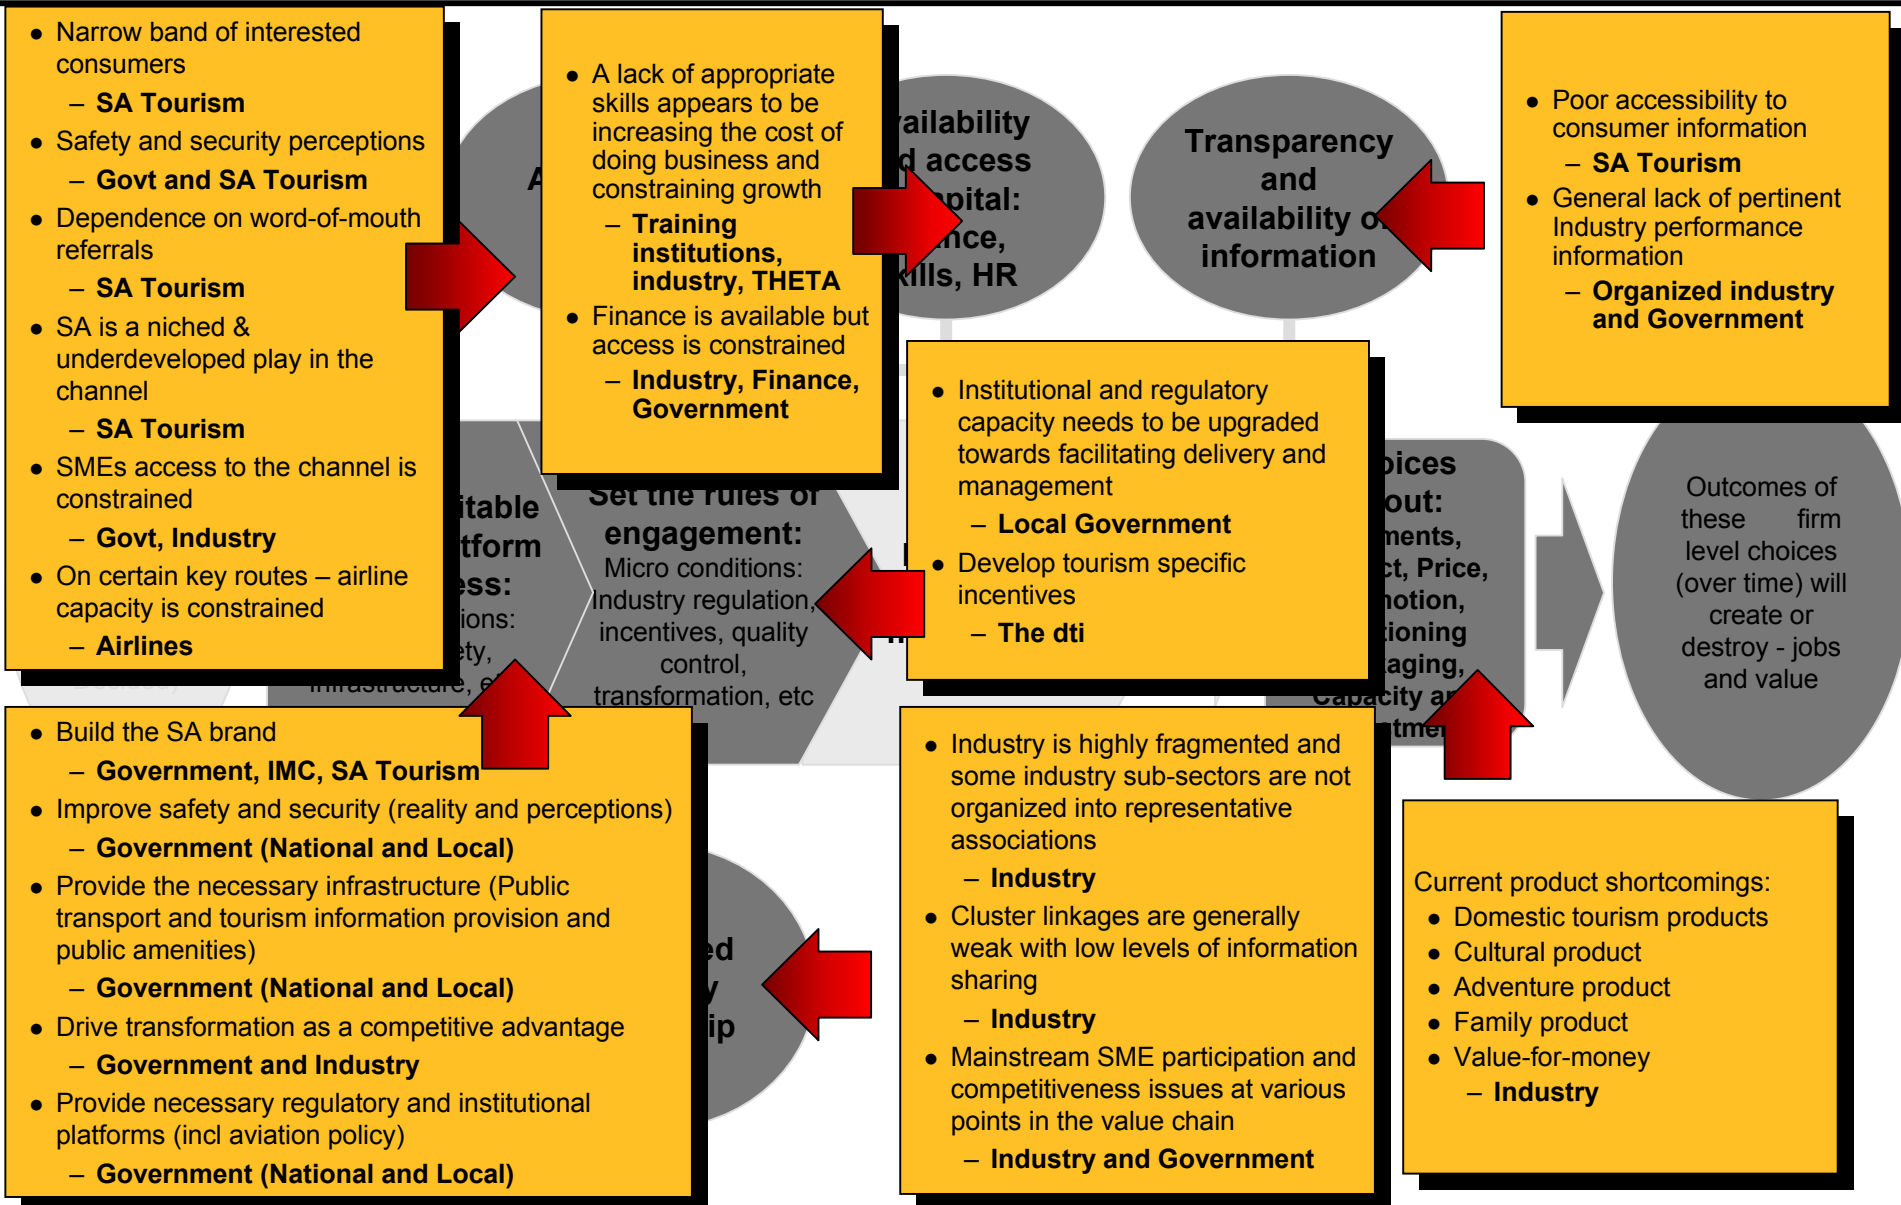 ● Narrow band of interested
consumers
– SA Tourism
● Safety and security perceptions
– Govt and SA Tourism
● Dependence on word-of-mouth
referrals
– SA Tourism
● SA is a niched &
underdeveloped play in the
channel
– SA Tourism
● SMEs access to the channel is
constrained
– Govt, Industry
● On certain key routes – airline
capacity is constrained
– Airlines
● A lack of appropriate
skills appears to be
increasing the cost of
doing business and
constraining growth
– Training
institutions,
industry, THETA
● Finance is available but
access is constrained
– Industry, Finance,
Government
access
HR
Transparency
and
availability of
information
● Poor accessibility to
consumer information
– SA Tourism
● General lack of pertinent
Industry performance
information
– Organized industry
and Government
● Institutional and regulatory
capacity needs to be upgraded
towards facilitating delivery and
management
– Local Government
● Develop tourism specific
incentives
– The dti
Set the rules of
engagement:
Micro conditions:
Industry regulation,
incentives, quality
control,
transformation, etc
Price,
Capacity
Outcomes of
these firm
level choices
(over time) will
create or
destroy - jobs
and value
● Build the SA brand
– Government, IMC, SA Tourism
● Improve safety and security (reality and perceptions)
– Government (National and Local)
● Provide the necessary infrastructure (Public
transport and tourism information provision and
public amenities)
– Government (National and Local)
● Drive transformation as a competitive advantage
– Government and Industry
● Provide necessary regulatory and institutional
platforms (incl aviation policy)
– Government (National and Local)
● Industry is highly fragmented and
some industry sub-sectors are not
organized into representative
associations
– Industry
● Cluster linkages are generally
weak with low levels of information
sharing
– Industry
● Mainstream SME participation and
competitiveness issues at various
points in the value chain
– Industry and Government
Current product shortcomings:
● Domestic tourism products
● Cultural product
● Adventure product
● Family product
● Value-for-money
– Industry